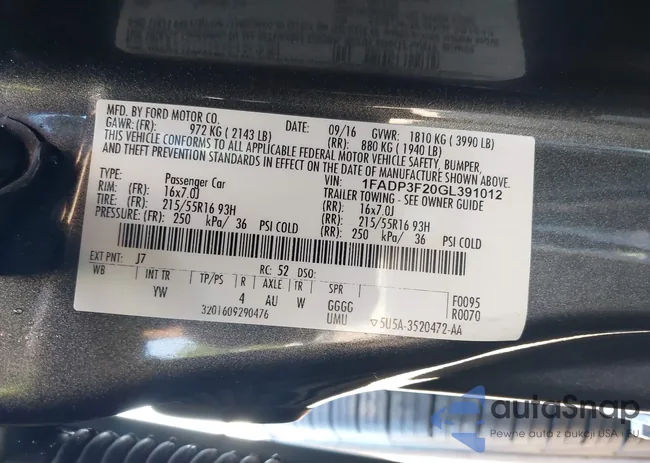 MFD. BY FORD MOTOR CO.
DATE: 09/16 GVWR: 1810 KG ( 3990 LB)
GAWR: (FR): 972 KG ( 2143 LB) (RR): 880 KG ( 1940 LB)
THIS VEHICLE CONFORMS TO ALL APPLICABLE FEDERAL MOTOR VEHICLE SAFETY, BUMPER,
AND THEFT PREVENTION STANDARDS IN EFFECT ON THE DATE OF MANUFACTURE SHOWN ABOVE.
VIN: 1FADP3F20GL391012
TYPE: Passenger Car TRAILER TOWING - SEE OWNER GUIDE
RIM: (FR): 16x7.0J (RR): 16x7.0J
TIRE: (FR): 215/55R16 93H (RR): 215/55R16 93H
PRESSURE (FR): 250 kPa/ 36 PSI COLD (RR): 250 kPa/ 36 PSI COLD
EXT PNT: J7 RC: 52 DSO:
WB INT TR TP/PS R AXLE TR SPR
YW 4 AU W GGGG F0095
UMU R0070
3201609290476 ▽5U5A-3520472-AA
autoSnap
Pewne auta z aukcji USA i EU